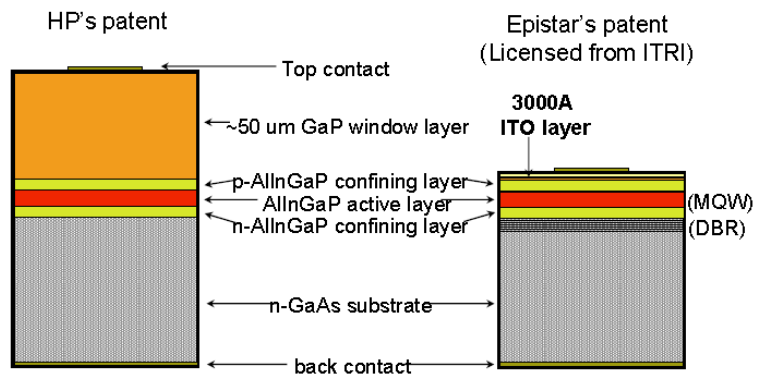 HP's patent
Epistar's patent
(Licensed from ITRI)
Top contact
3000A
ITO layer
~50 um GaP window layer
p-AlInGaP confining layer
AlInGaP active layer
(MQW)
n-AlInGaP confining layer
(DBR)
n-GaAs substrate
back contact